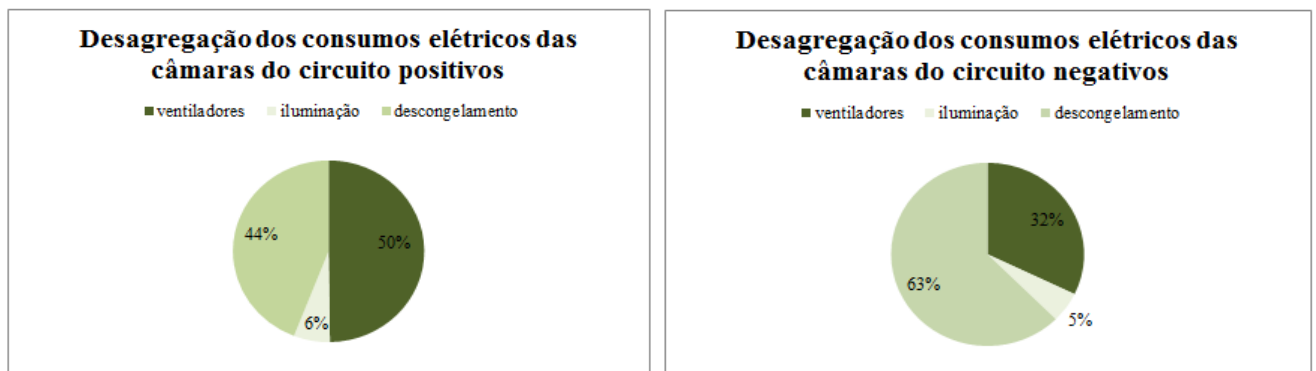 Desagregação dos consumos elétricos das
câmaras do circuito positivos
ventiladores iluminação descongelamento
44%
50%
6%
Desagregação dos consumos elétricos das
câmaras do circuito negativos
ventiladores iluminação descongelamento
32%
63%
5%